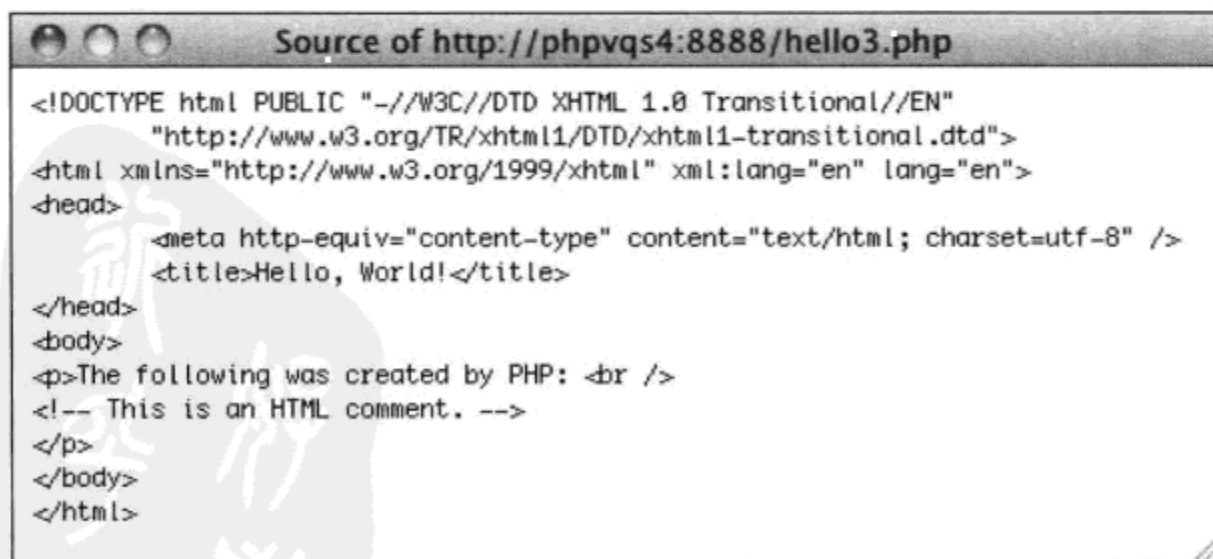 Source of http://phpvqs4:8888/hello3.php
<!DOCTYPE html PUBLIC "-//W3C//DTD XHTML 1.0 Transitional//EN"
"http://www.w3.org/TR/xhtml1/DTD/xhtml1-transitional.dtd">
<html xmlns="http://www.w3.org/1999/xhtml" xml:lang="en" lang="en">
<head>
<meta http-equiv="content-type" content="text/html; charset=utf-8" />
<title>Hello, World!</title>
</head>
<body>
<p>The following was created by PHP: <br />
<!-- This is an HTML comment. -->
</p>
</body>
</html>